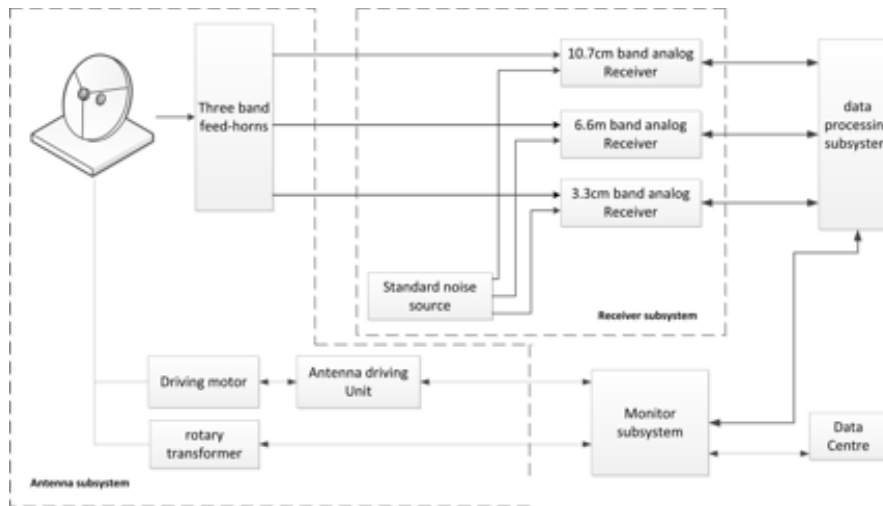 10.7cm band analog
Receiver
Three band
feed-horns
6.6m band analog
Receiver
data
processin
subsysten
3.3cm band analog
Receiver
Standard noise
source
Receiver subsystem
Driving motor
Antenna driving
Unit
Monitor
subsystem
rotary
transformer
Data
Centre
Antenna subsystem